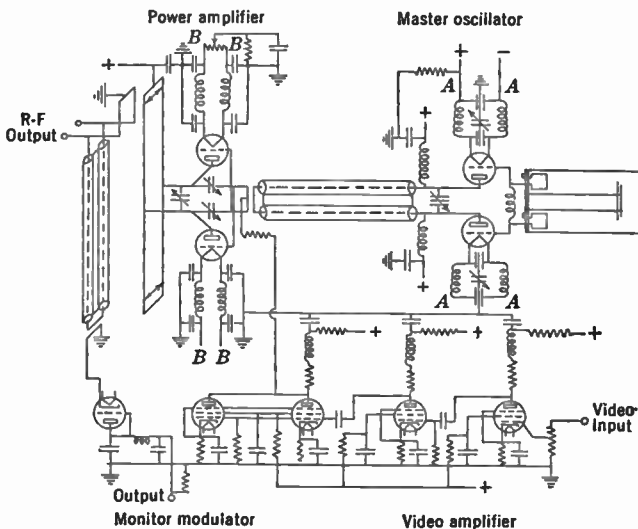 Power amplifier
Master oscillator
B
B
+
+
−
A
A
R-F
Output
+
+
A
A
B
B
+
+
+
Video
Input
Output
+
Monitor modulator
Video amplifier